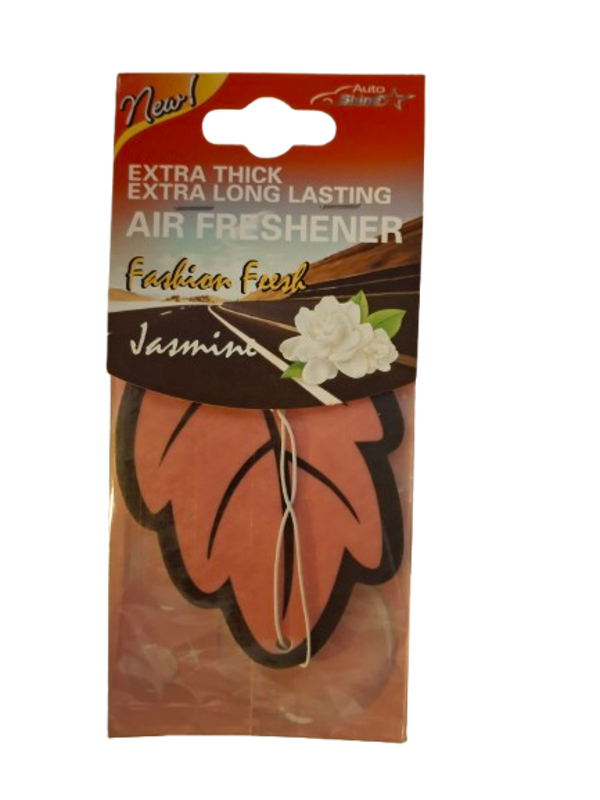 New!
Auto
Shine
EXTRA THICK
EXTRA LONG LASTING
AIR FRESHENER
Fashion Fresh
Jasmine